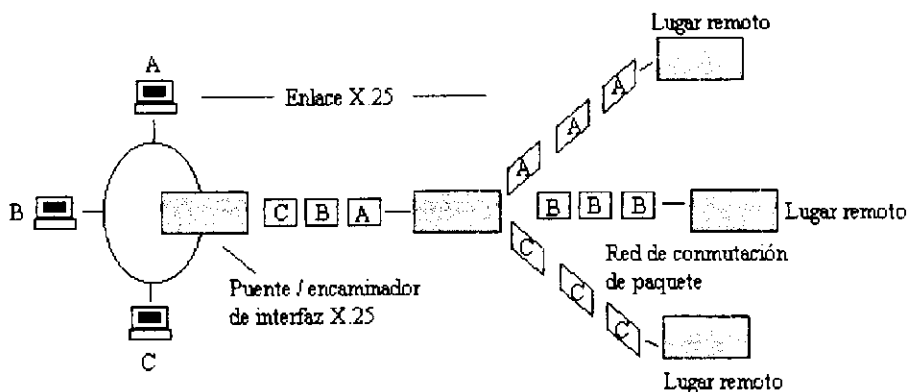 Lugar remoto
A
Enlace X.25
A
A
A
B
C
B
A
B
B
B
Lugar remoto
C
C
C
Red de conmutación
de paquete
Puente / encaminador
de interfaz X.25
C
Lugar remoto